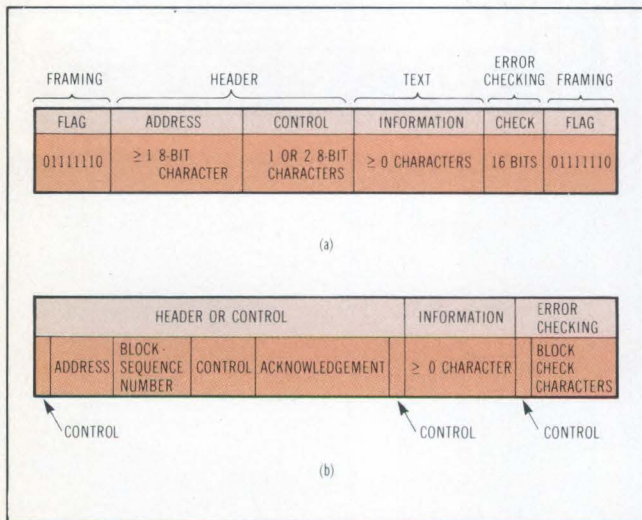 ERROR
FRAMING HEADER TEXT CHECKING FRAMING
FLAG ADDRESS CONTROL INFORMATION CHECK FLAG
01111110 ≥ 1 8-BIT CHARACTER 1 OR 2 8-BIT CHARACTERS ≥ 0 CHARACTERS 16 BITS 01111110
(a)
HEADER OR CONTROL INFORMATION ERROR CHECKING
ADDRESS BLOCK-SEQUENCE NUMBER CONTROL ACKNOWLEDGEMENT ≥ 0 CHARACTER BLOCK CHECK CHARACTERS
CONTROL CONTROL CONTROL
(b)